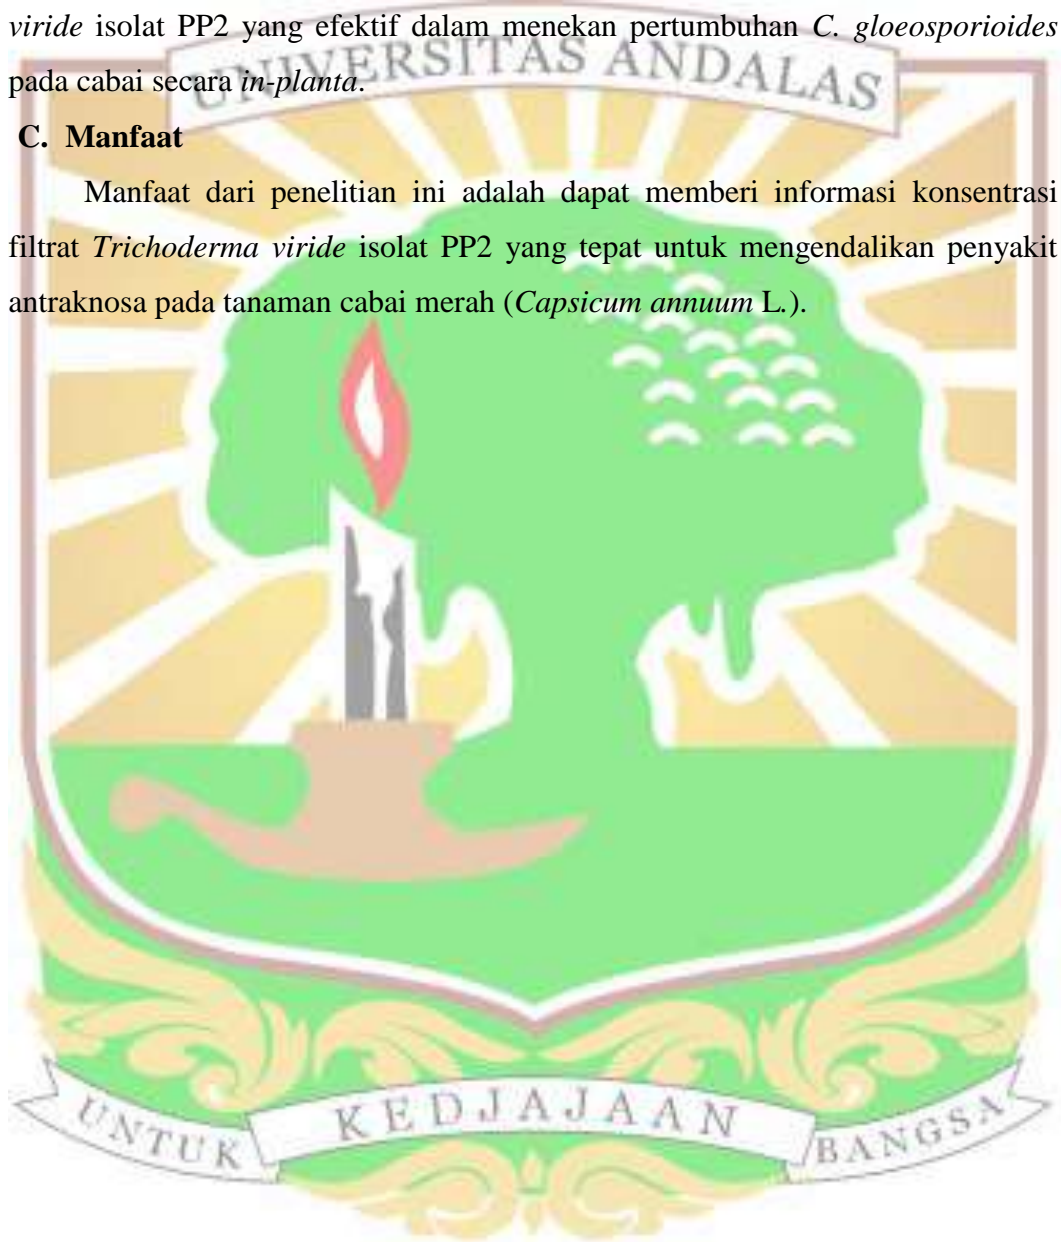 viride isolat PP2 yang efektif dalam menekan pertumbuhan C. gloeosporioides
pada cabai secara in-planta.
UNIVERSITAS ANDALAS
C. Manfaat
Manfaat dari penelitian ini adalah dapat memberi informasi konsentrasi
filtrat Trichoderma viride isolat PP2 yang tepat untuk mengendalikan penyakit
antraknosa pada tanaman cabai merah (Capsicum annuum L.).
UNTUK KEDJAJAAN BANGSA